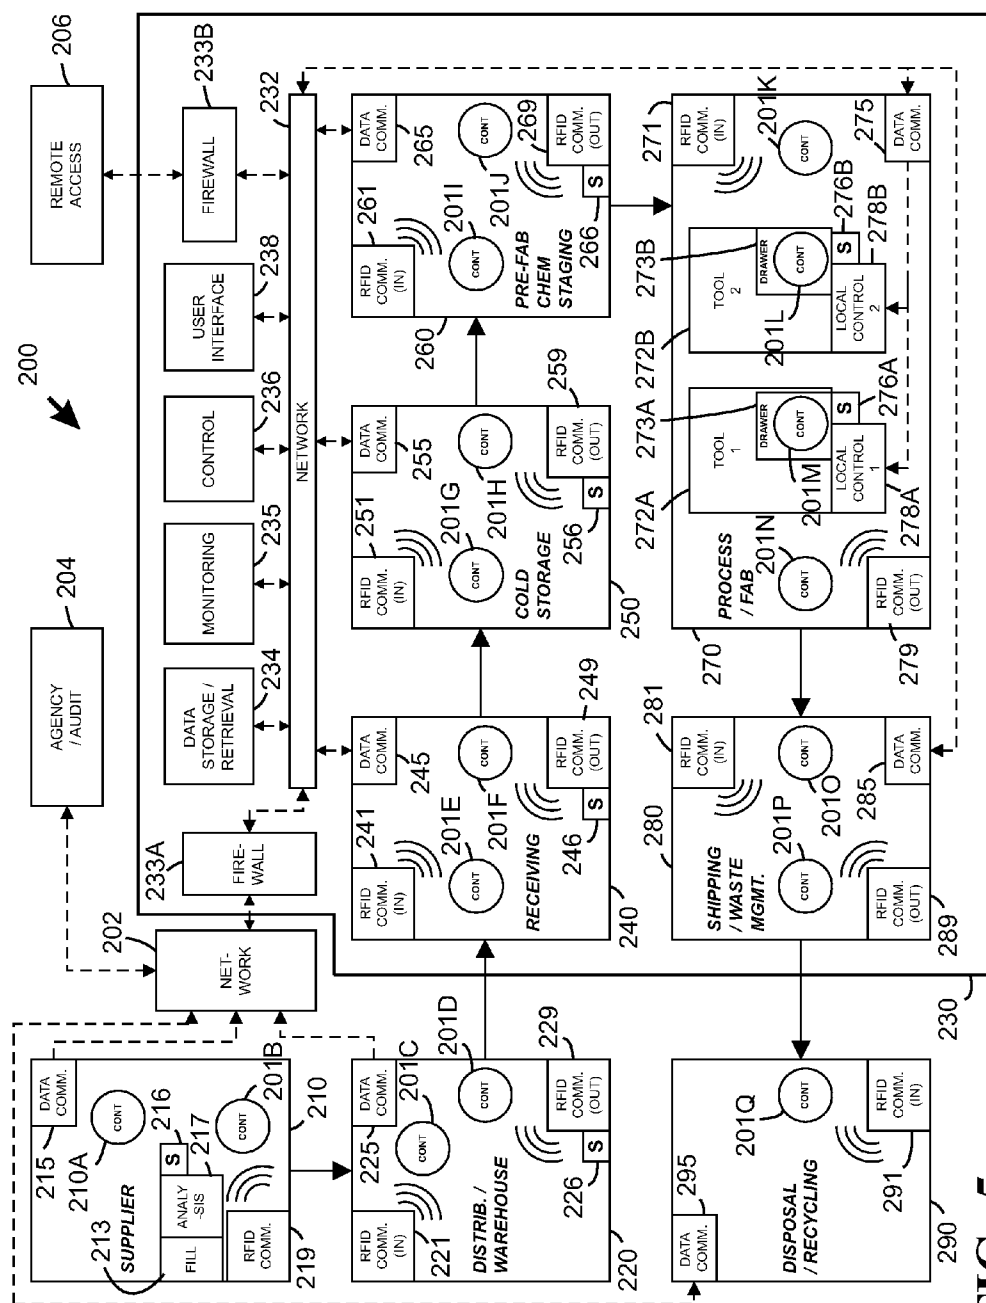 200
REMOTE
ACCESS
206
AGENCY
/ AUDIT
204
NET-
WORK
202
FIRE-
WALL
233A
FIREWALL
233B
DATA
STORAGE /
RETRIEVAL
234
MONITORING
235
CONTROL
236
USER
INTERFACE
238
NETWORK
232
230
SUPPLIER
210
DATA
COMM.
215
CONT
210A
213
FILL
ANALY
-SIS
217
S
216
CONT
201B
RFID
COMM.
219
DISTRIB. /
WAREHOUSE
220
RFID
COMM.
(IN)
221
DATA
COMM.
225
CONT
201C
CONT
201D
S
226
RFID
COMM.
(OUT)
229
RECEIVING
240
RFID
COMM.
(IN)
241
DATA
COMM.
245
CONT
201E
CONT
201F
S
246
RFID
COMM.
(OUT)
249
COLD
STORAGE
250
RFID
COMM.
(IN)
251
DATA
COMM.
255
CONT
201G
CONT
201H
S
256
RFID
COMM.
(OUT)
259
PRE-FAB
CHEM
STAGING
260
RFID
COMM.
(IN)
261
DATA
COMM.
265
CONT
201I
CONT
201J
S
266
RFID
COMM.
(OUT)
269
PROCESS
/ FAB
270
RFID
COMM.
(IN)
271
CONT
201K
DATA
COMM.
275
TOOL
1
272A
DRAWER
273A
CONT
201M
S
276A
LOCAL
CONTROL
1
278A
TOOL
2
272B
DRAWER
273B
CONT
201L
S
276B
LOCAL
CONTROL
2
278B
CONT
201N
RFID
COMM.
(OUT)
279
SHIPPING
/ WASTE
MGMT.
280
RFID
COMM.
(IN)
281
CONT
201O
CONT
201P
DATA
COMM.
285
RFID
COMM.
(OUT)
289
DISPOSAL
/ RECYCLING
290
DATA
COMM.
295
CONT
201Q
RFID
COMM.
(IN)
291